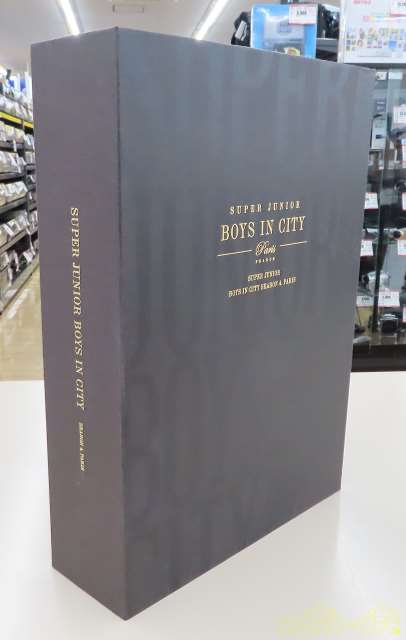 SUPER JUNIOR
BOYS IN CITY
Paris
FRANCE
SUPER JUNIOR
BOYS IN CITY SEASON 4 PARIS
SUPER JUNIOR BOYS IN CITY
SEASON 4 PARIS